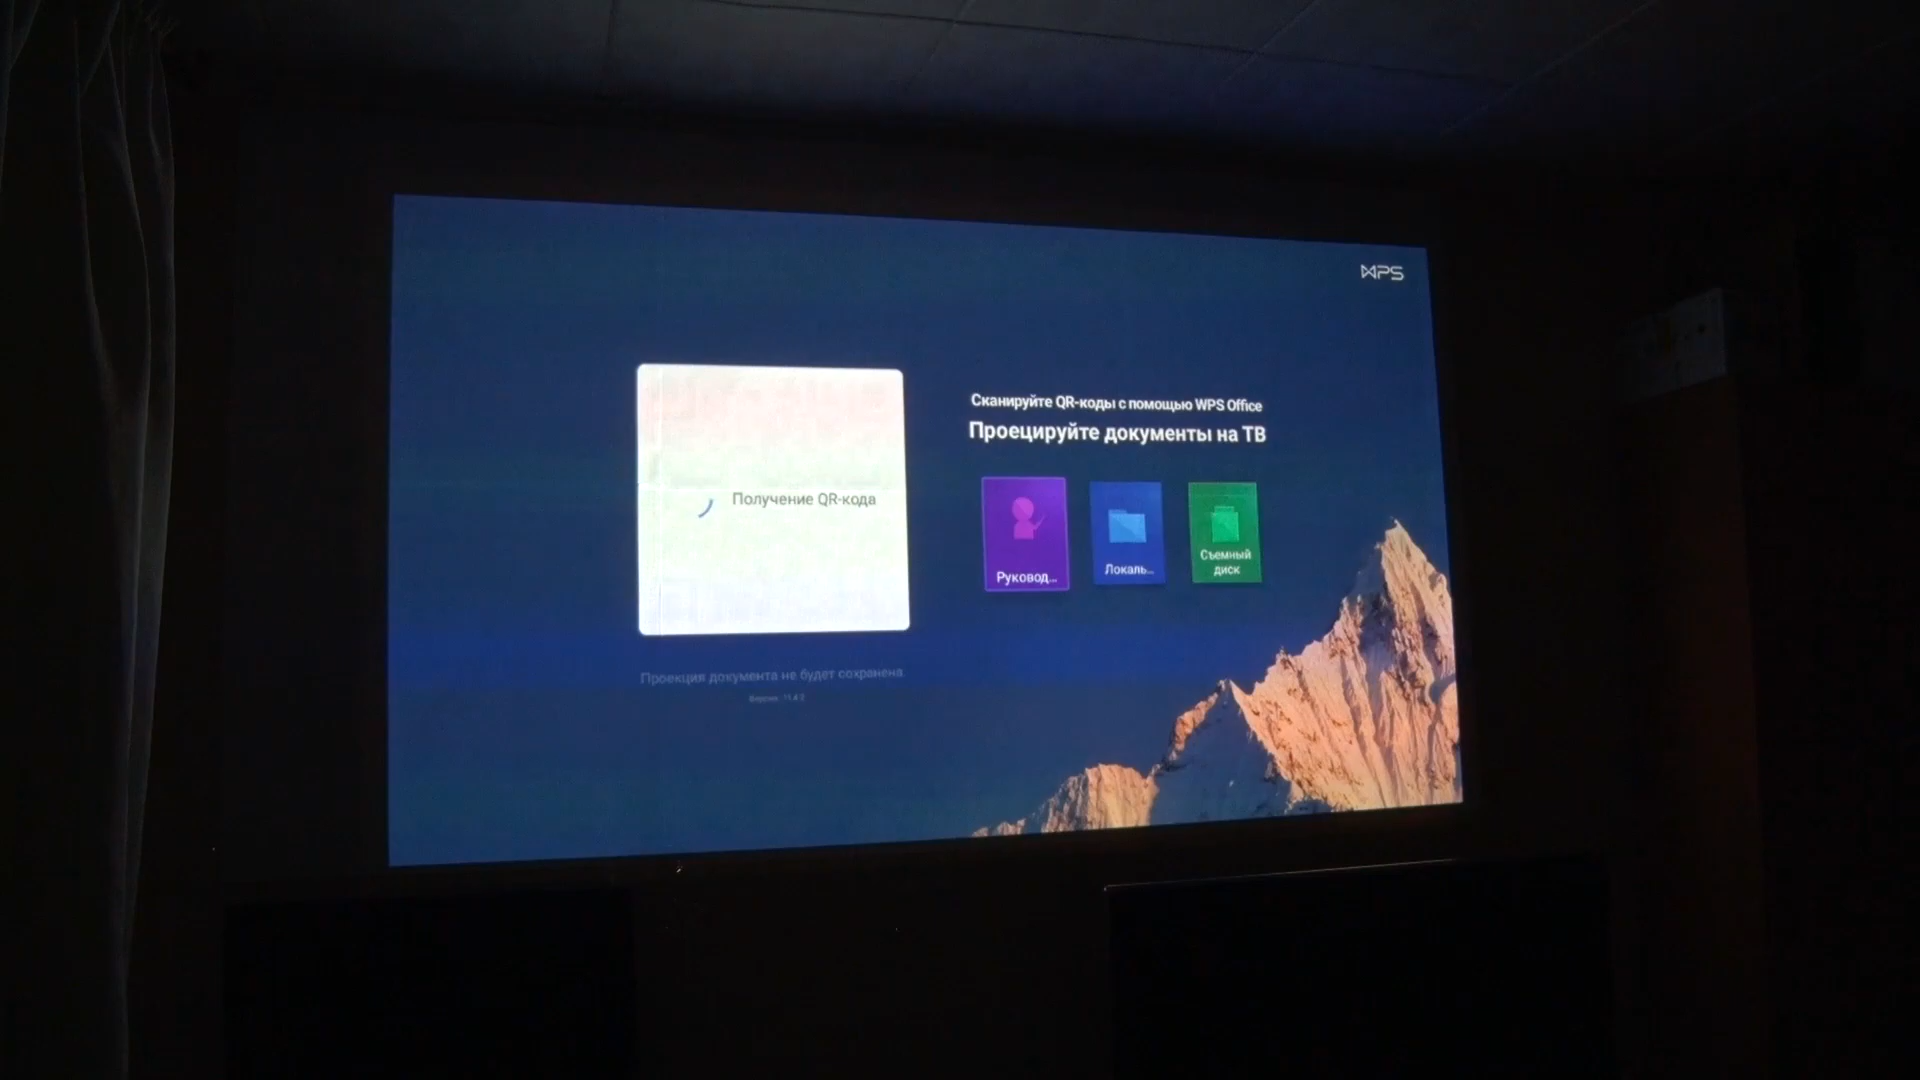 WPS
Сканируйте QR-коды с помощью WPS Office
Проецируйте документы на ТВ
Получение QR-кода
Руковод...
Локаль...
Съемный
диск
Проекция документа не будет сохранена.